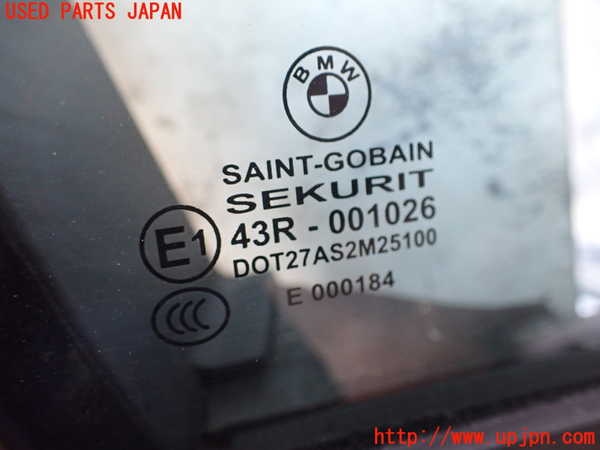 USED PARTS JAPAN
BMW
SAINT-GOBAIN
SEKURIT
E1
43R - 001026
DOT27AS2M25100
E 000184
CCC
http://www.upjpn.com/